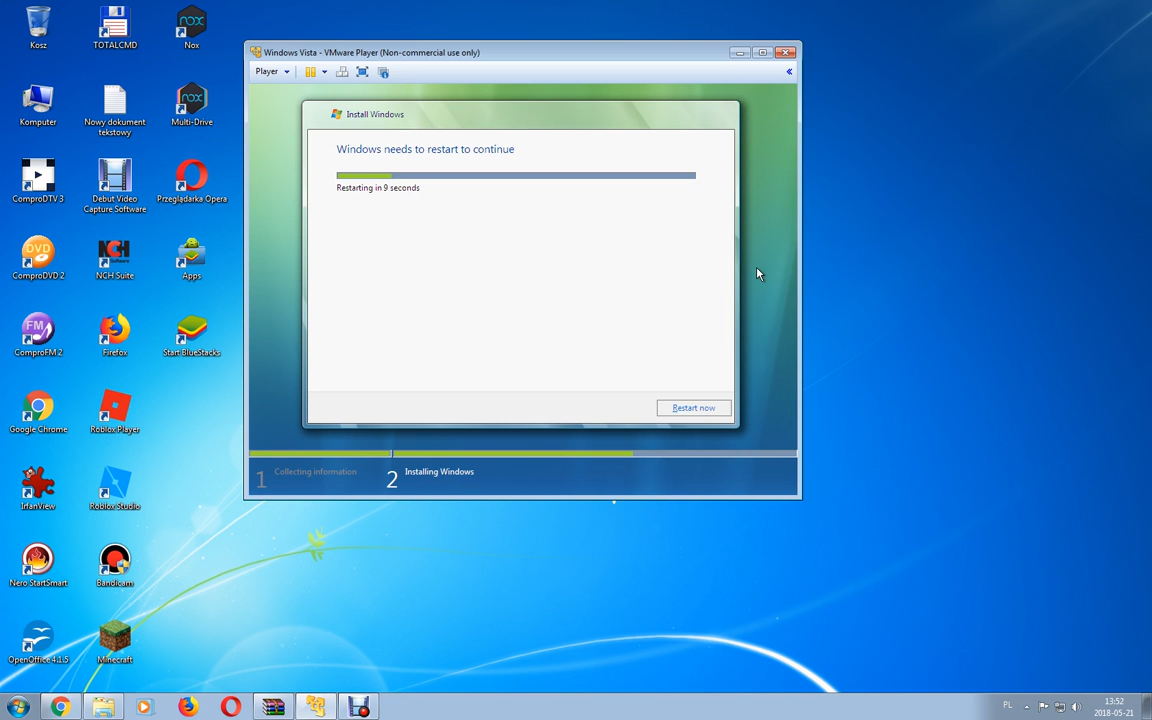 Kosz
TOTALCMD
Nox
Komputer
Nowy dokument
tekstowy
nox
Multi-Drive
ComproDTV 3
Debut Video
Capture Software
Przeglądarka Opera
DVD
ComproDVD 2
NCH
NCH Suite
Apps
FM
ComproFM 2
Firefox
Start BlueStacks
Google Chrome
Roblox Player
IrfanView
Roblox Studio
Nero StartSmart
Bandicam
OpenOffice 4.1.5
Minecraft
Windows Vista - VMware Player (Non-commercial use only)
Player
Install Windows
Windows needs to restart to continue
Restarting in 9 seconds
Restart now
1 Collecting information
2 Installing Windows
PL
13:52
2018-05-21